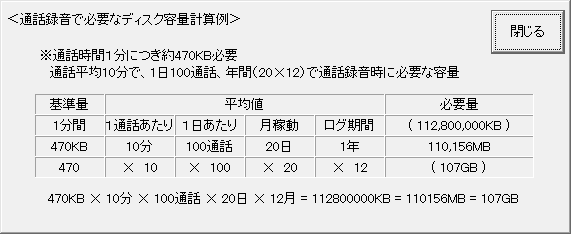 ＜通話録音で必要なディスク容量計算例＞
閉じる
※通話時間1分につき約470KB必要
通話平均10分で、1日100通話、年間（20×12）で通話録音時に必要な容量
基準量 平均値 必要量
1分間 1通話あたり 1日あたり 月稼動 ログ期間 （ 112,800,000KB ）
470KB 10分 100通話 20日 1年 110,156MB
470 × 10 × 100 × 20 × 12 （ 107GB ）
470KB × 10分 × 100通話 × 20日 × 12月 = 112800000KB = 110156MB = 107GB